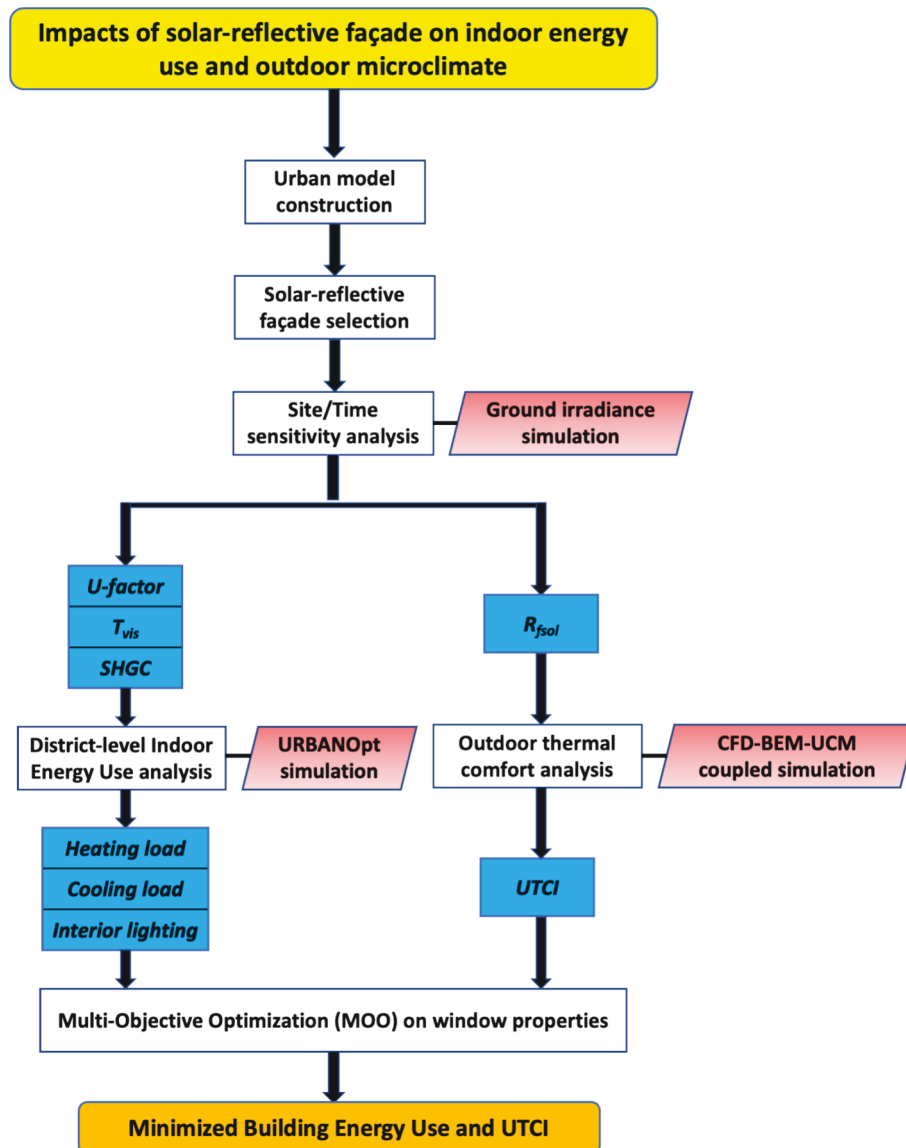 Impacts of solar-reflective façade on indoor energy
use and outdoor microclimate
Urban model
construction
Solar-reflective
façade selection
Site/Time
sensitivity analysis
Ground irradiance
simulation
U-factor
Tvis
SHGC
Rfsol
District-level Indoor
Energy Use analysis
URBANOpt
simulation
Outdoor thermal
comfort analysis
CFD-BEM-UCM
coupled simulation
Heating load
Cooling load
Interior lighting
UTCI
Multi-Objective Optimization (MOO) on window properties
Minimized Building Energy Use and UTCI